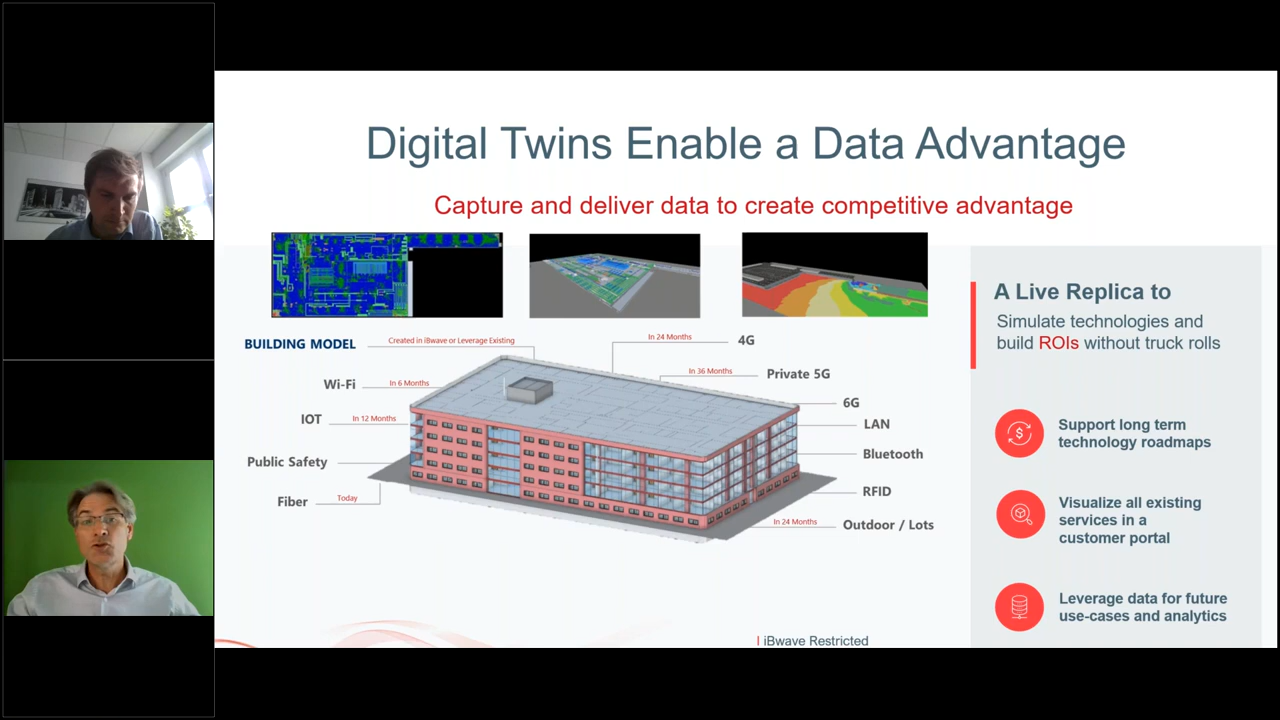 Digital Twins Enable a Data Advantage
Capture and deliver data to create competitive advantage
BUILDING MODEL
Created in iBwave or Leverage Existing
Wi-Fi
In 6 Months
IOT
In 12 Months
Public Safety
Fiber
Today
In 24 Months
4G
In 36 Months
Private 5G
6G
LAN
Bluetooth
RFID
In 24 Months
Outdoor / Lots
A Live Replica to
Simulate technologies and
build ROIs without truck rolls
Support long term
technology roadmaps
Visualize all existing
services in a
customer portal
Leverage data for future
use-cases and analytics
| iBwave Restricted